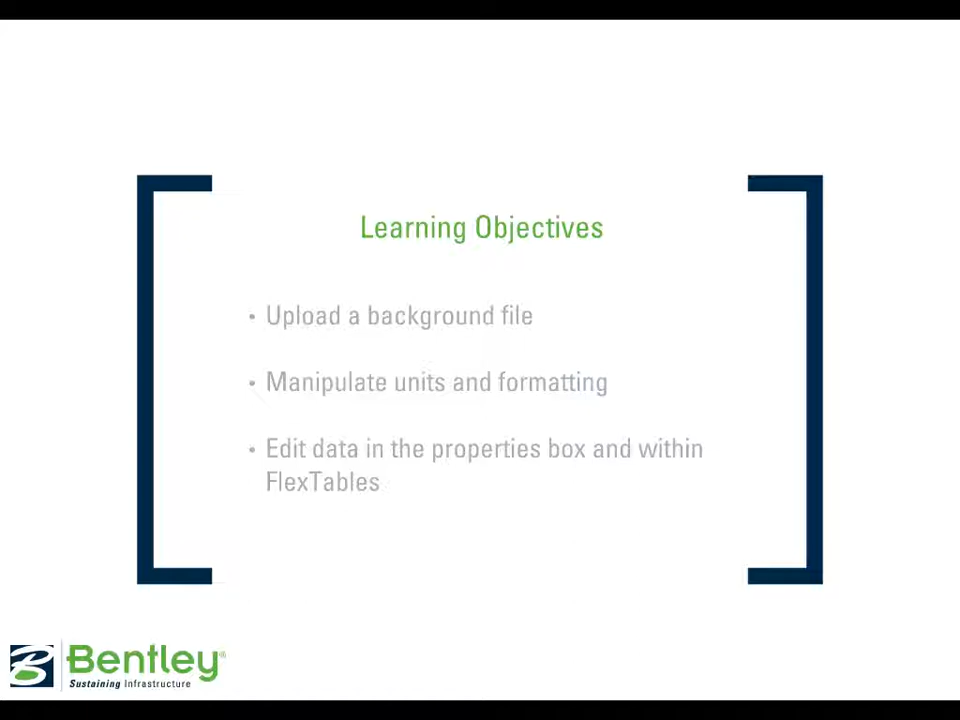 Learning Objectives
• Upload a background file
• Manipulate units and formatting
• Edit data in the properties box and within
FlexTables
Bentley®
Sustaining Infrastructure